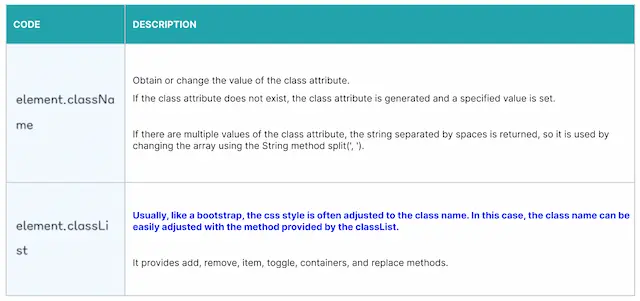 CODE
DESCRIPTION
element.classNa
me
Obtain or change the value of the class attribute.
If the class attribute does not exist, the class attribute is generated and a specified value is set.
If there are multiple values of the class attribute, the string separated by spaces is returned, so it is used by
changing the array using the String method split(', ').
element.classLi
st
Usually, like a bootstrap, the css style is often adjusted to the class name. In this case, the class name can be
easily adjusted with the method provided by the classList.
It provides add, remove, item, toggle, containers, and replace methods.